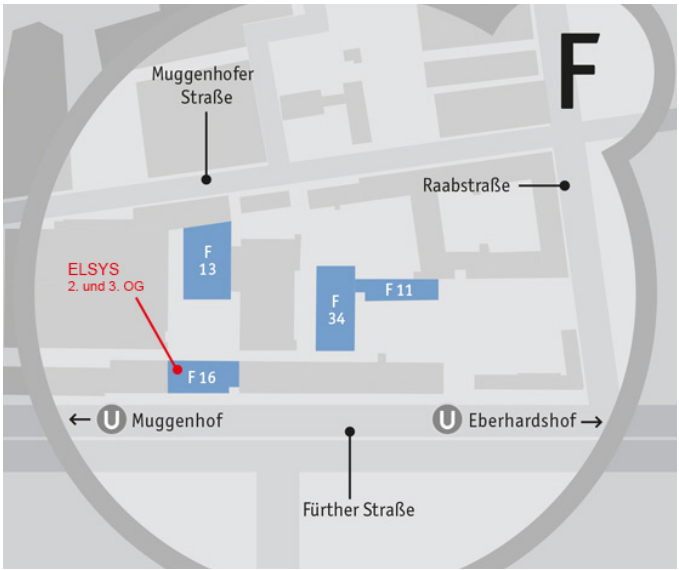 F
Muggenhofer
Straße
Raabstraße
F
13
ELSYS
2. und 3. OG
F
34
F 11
F 16
← U Muggenhof
U Eberhardshof →
Fürther Straße